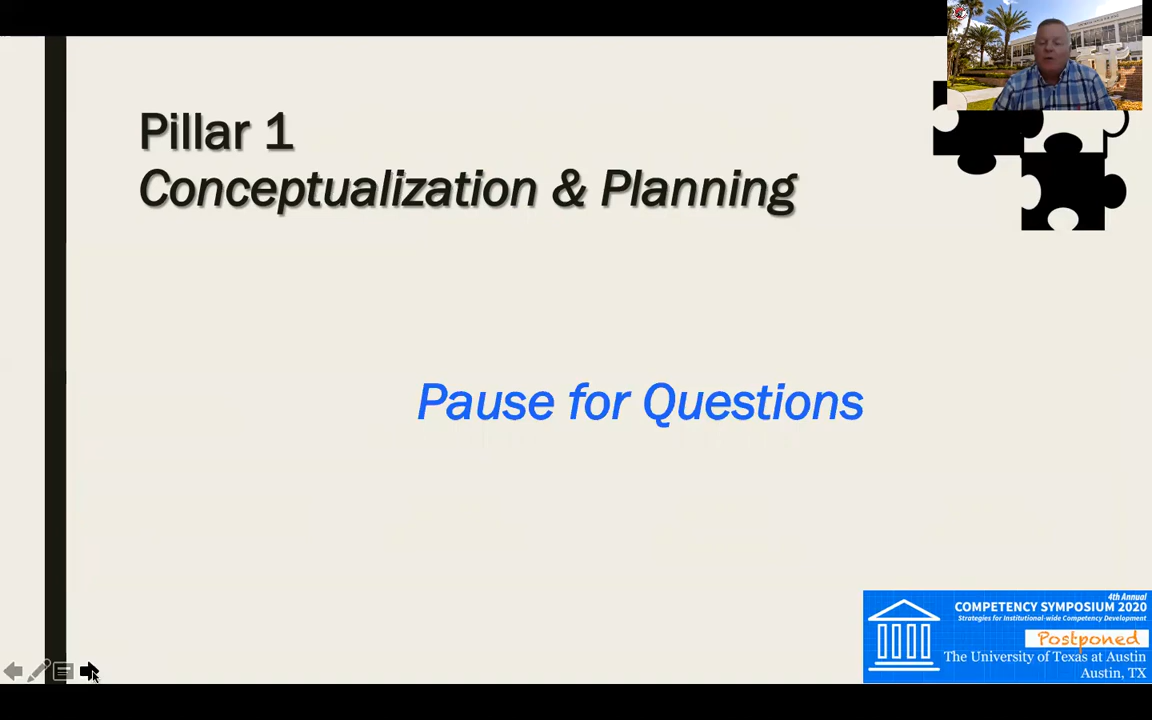 Pillar 1
Conceptualization & Planning
Pause for Questions
4th Annual
COMPETENCY SYMPOSIUM 2020
Strategies for Institutional-wide Competency Development
Postponed
The University of Texas at Austin
Austin, TX